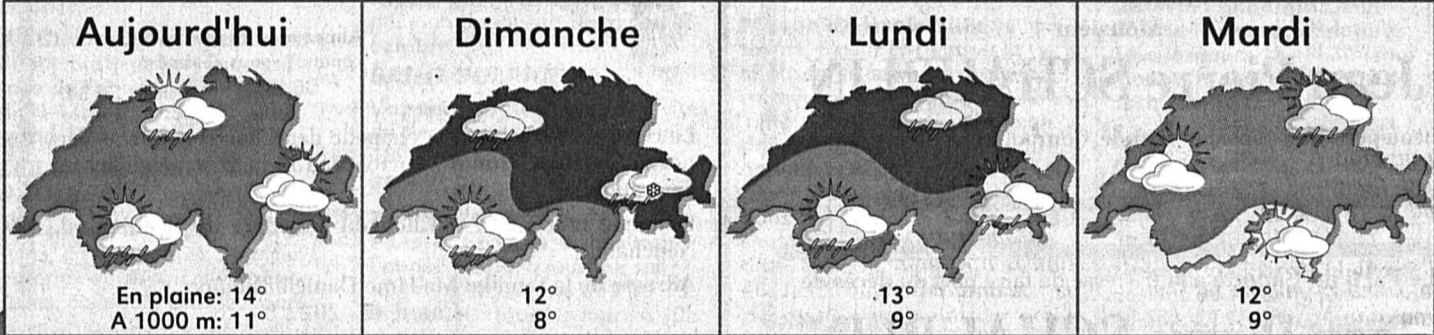 Aujourd'hui
En plaine: 14°
A 1000 m: 11°
Dimanche
12°
8°
Lundi
13°
9°
Mardi
12°
9°